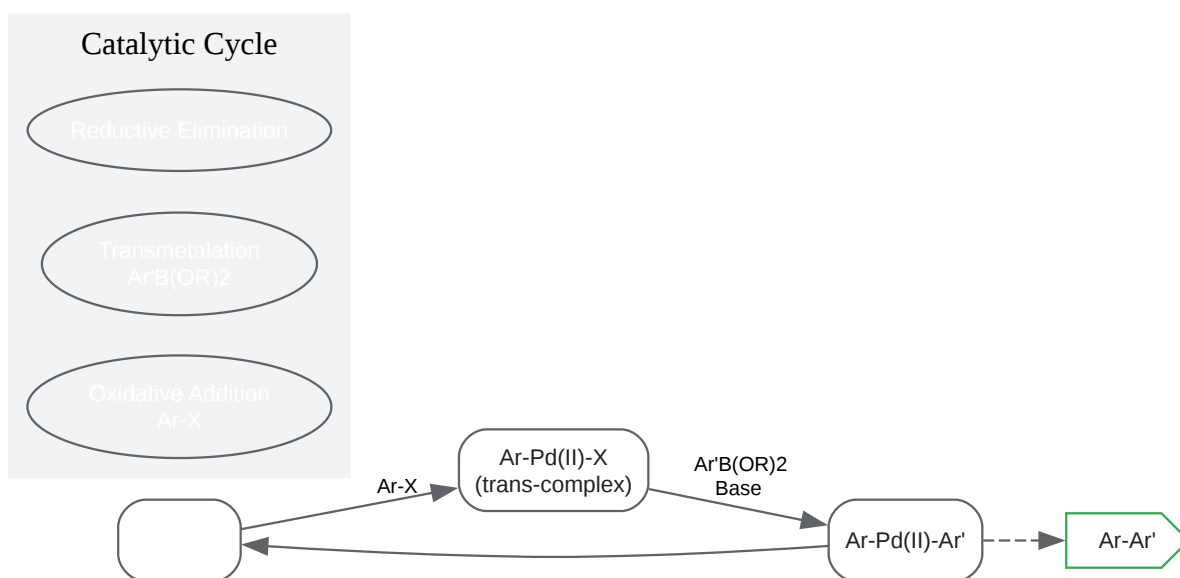 Catalytic Cycle
Reductive Elimination
Transmetalation
Ar'B(OR)2
Oxidative Addition
Ar-X
Ar-X
Ar-Pd(II)-X
(trans-complex)
Ar'B(OR)2
Base
Ar-Pd(II)-Ar'
Ar-Ar'